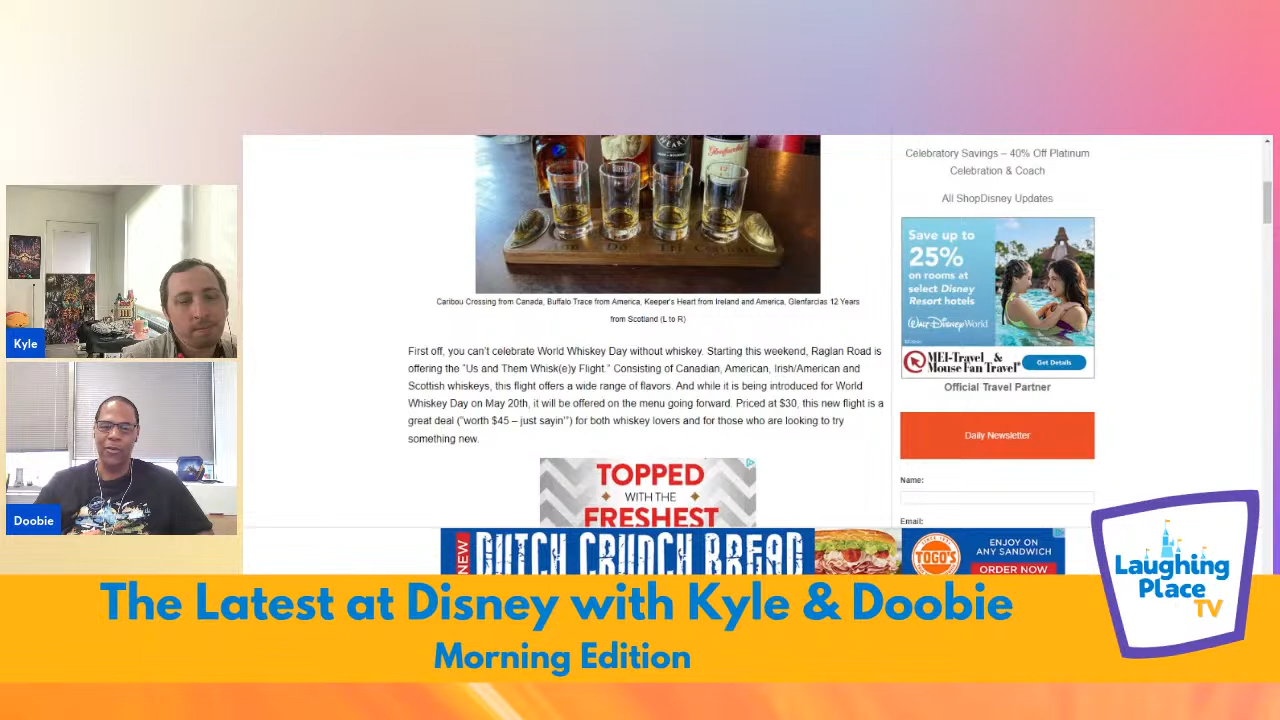 Celebratory Savings – 40% Off Platinum
Celebration & Coach
All ShopDisney Updates
Save up to
25%
on rooms at
select Disney
Resort hotels
Walt Disney World
MEI-Travel &
Mouse Fan Travel
Get Details
Official Travel Partner
Daily Newsletter
Name:
Email:
Caribou Crossing from Canada, Buffalo Trace from America, Keeper's Heart from Ireland and America, Glenfarclas 12 Years
from Scotland (L to R)
First off, you can't celebrate World Whiskey Day without whiskey. Starting this weekend, Raglan Road is
offering the "Us and Them Whisk(e)y Flight." Consisting of Canadian, American, Irish/American and
Scottish whiskeys, this flight offers a wide range of flavors. And while it is being introduced for World
Whiskey Day on May 20th, it will be offered on the menu going forward. Priced at $30, this new flight is a
great deal ("worth $45 – just sayin'") for both whiskey lovers and for those who are looking to try
something new.
TOPPED
WITH THE
FRESHEST
NEW
DUTCH CRUNCH BREAD
TOGO'S
ENJOY ON
ANY SANDWICH
ORDER NOW
Kyle
Doobie
The Latest at Disney with Kyle & Doobie
Morning Edition
Laughing
Place
TV